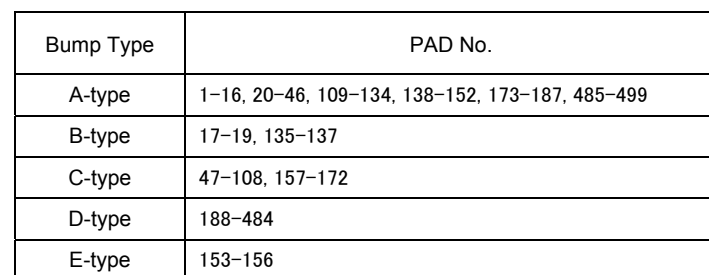 Bump Type PAD No.
A-type 1-16, 20-46, 109-134, 138-152, 173-187, 485-499
B-type 17-19, 135-137
C-type 47-108, 157-172
D-type 188-484
E-type 153-156